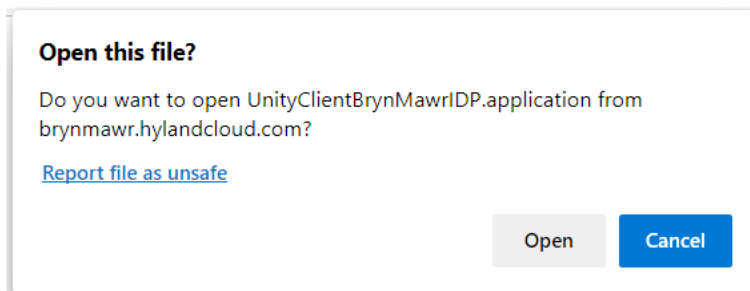 Open this file?
Do you want to open UnityClientBrynMawrIDP.application from
brynmawr.hylandcloud.com?
Report file as unsafe
Open
Cancel